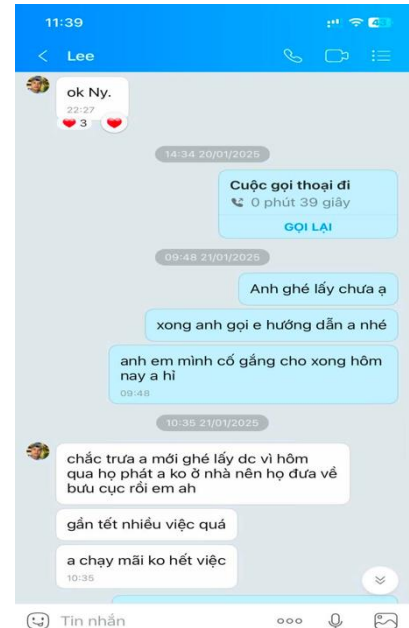 11:39
Lee
ok Ny.
22:27
3
14:34 20/01/2025
Cuộc gọi thoại đi
0 phút 39 giây
GỌI LẠI
09:48 21/01/2025
Anh ghé lấy chưa ạ
xong anh gọi e hướng dẫn a nhé
anh em mình cố gắng cho xong hôm
nay a hỉ
09:48
10:35 21/01/2025
chắc trưa a mới ghé lấy dc vì hôm
qua họ phát a ko ở nhà nên họ đưa về
bưu cục rồi em ah
gần tết nhiều việc quá
a chạy mãi ko hết việc
10:35
Tin nhắn